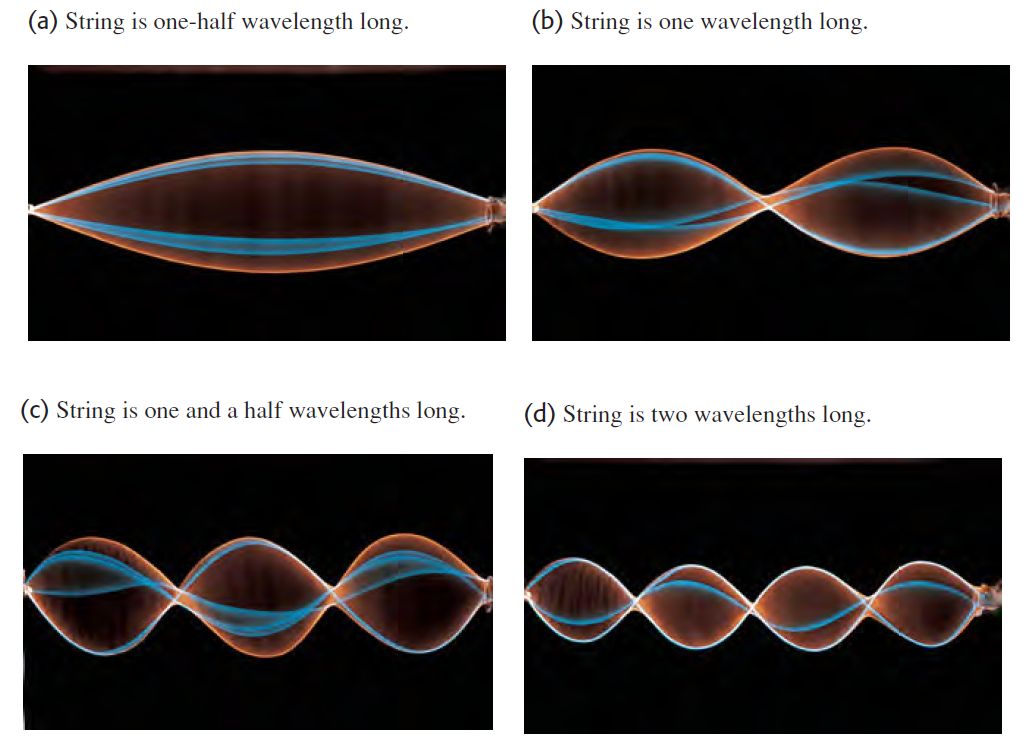 (a) String is one-half wavelength long.
(b) String is one wavelength long.
(c) String is one and a half wavelengths long.
(d) String is two wavelengths long.